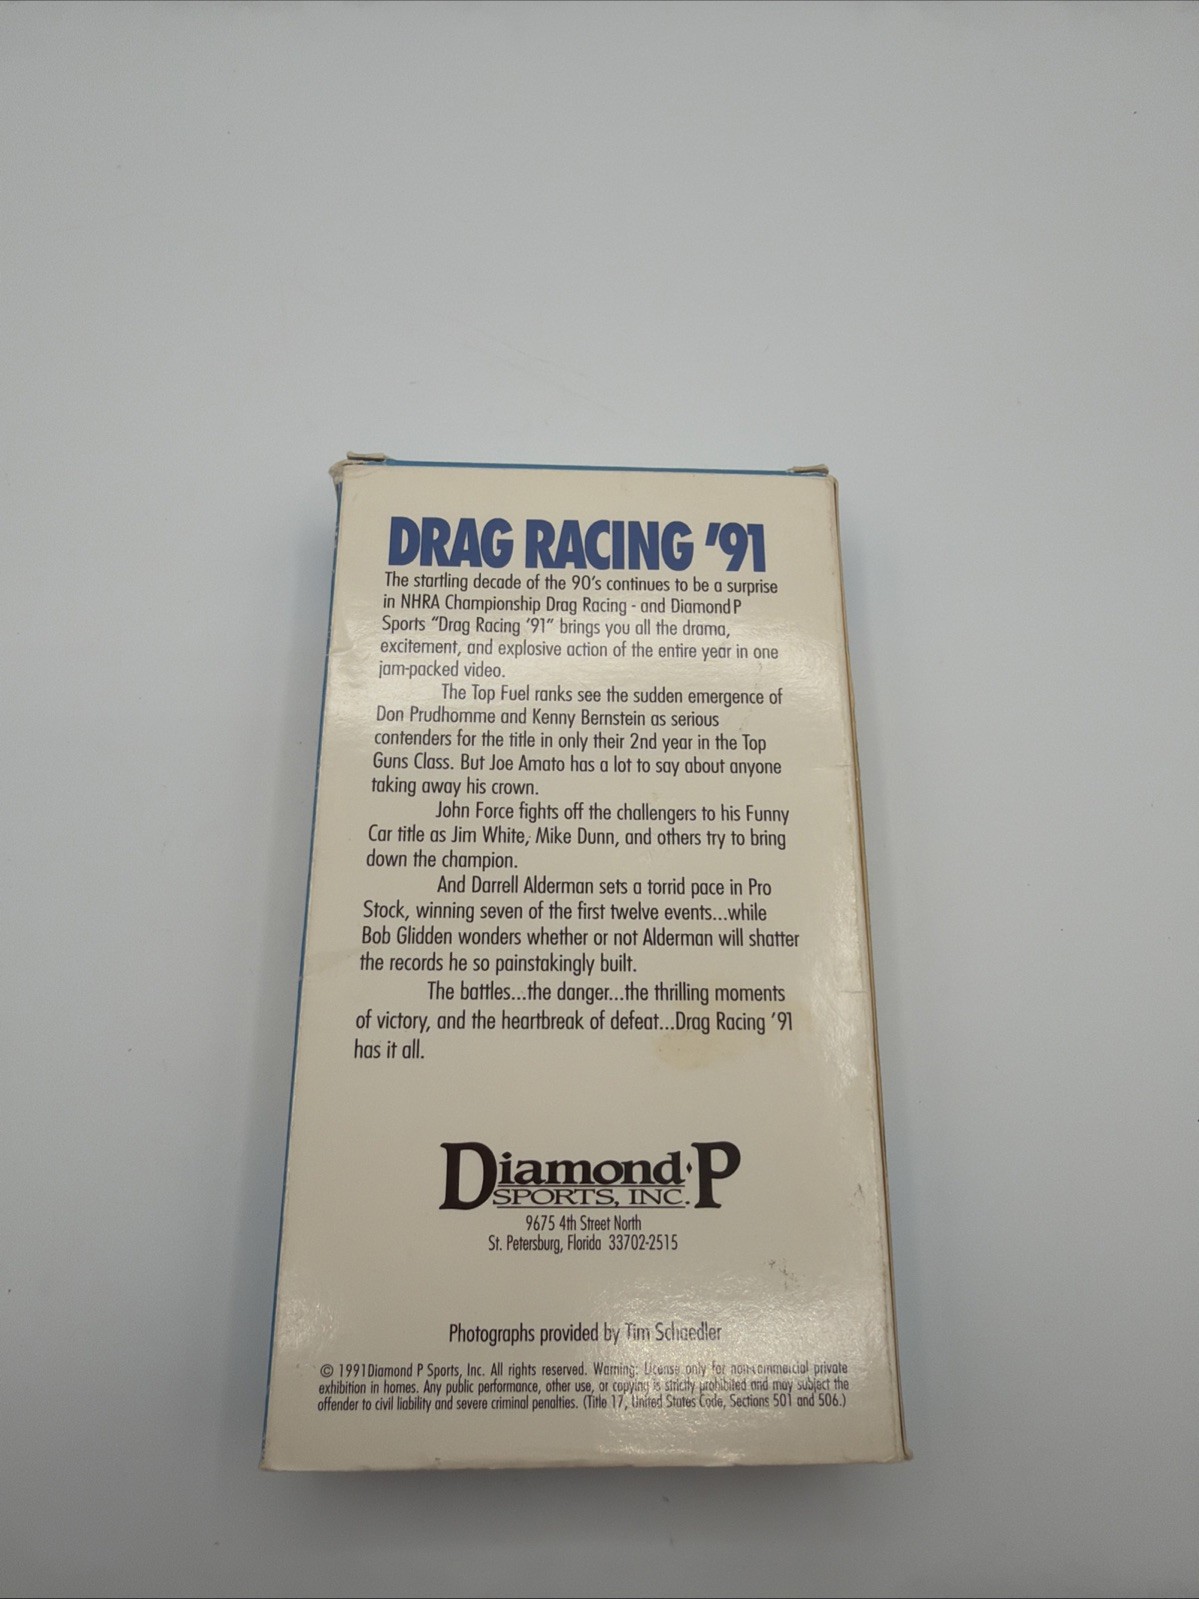 DRAG RACING '91
The startling decade of the 90's continues to be a surprise
in NHRA Championship Drag Racing - and Diamond P
Sports "Drag Racing '91" brings you all the drama,
excitement, and explosive action of the entire year in one
jam-packed video.
The Top Fuel ranks see the sudden emergence of
Don Prudhomme and Kenny Bernstein as serious
contenders for the title in only their 2nd year in the Top
Guns Class. But Joe Amato has a lot to say about anyone
taking away his crown.
John Force fights off the challengers to his Funny
Car title as Jim White, Mike Dunn, and others try to bring
down the champion.
And Darrell Alderman sets a torrid pace in Pro
Stock, winning seven of the first twelve events...while
Bob Glidden wonders whether or not Alderman will shatter
the records he so painstakingly built.
The battles...the danger...the thrilling moments
of victory, and the heartbreak of defeat...Drag Racing '91
has it all.
Diamond P
SPORTS, INC.
9675 4th Street North
St. Petersburg, Florida 33702-2515
Photographs provided by Tim Schaedler
© 1991 Diamond P Sports, Inc. All rights reserved. Warning: License only for non-commercial private
exhibition in homes. Any public performance, other use, or copying is strictly prohibited and may subject the
offender to civil liability and severe criminal penalties. (Title 17, United States Code, Sections 501 and 506.)